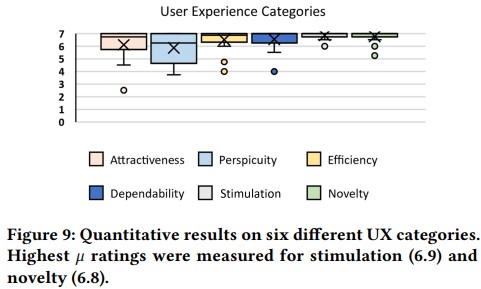 User Experience Categories
7
6
5
4
3
2
1
0
Attractiveness Perspicuity Efficiency
Dependability Stimulation Novelty
Figure 9: Quantitative results on six different UX categories.
Highest μ ratings were measured for stimulation (6.9) and
novelty (6.8).